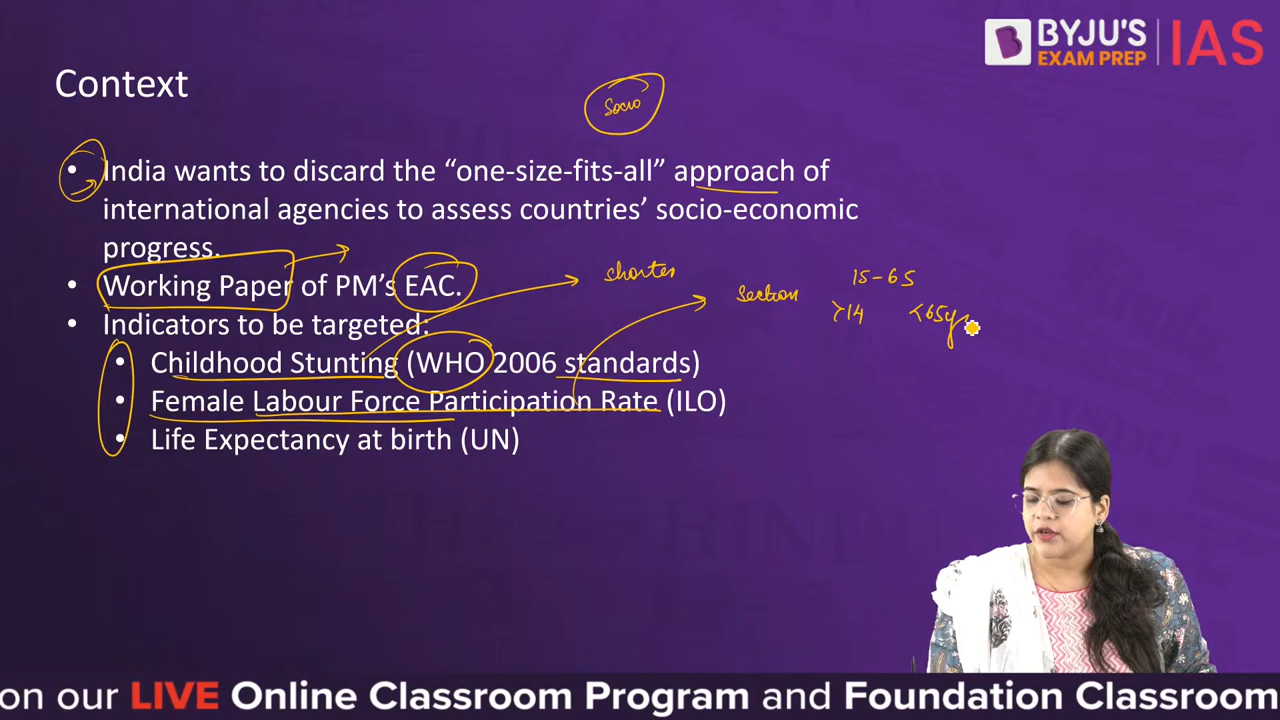 BYJU'S
EXAM PREP
IAS
Context
Socio
• India wants to discard the “one-size-fits-all” approach of
international agencies to assess countries’ socio-economic
progress.
• Working Paper of PM’s EAC.
• Indicators to be targeted:
• Childhood Stunting (WHO 2006 standards)
• Female Labour Force Participation Rate (ILO)
• Life Expectancy at birth (UN)
shorter
section
15-65
>14 <65y
on our LIVE Online Classroom Program and Foundation Classroom